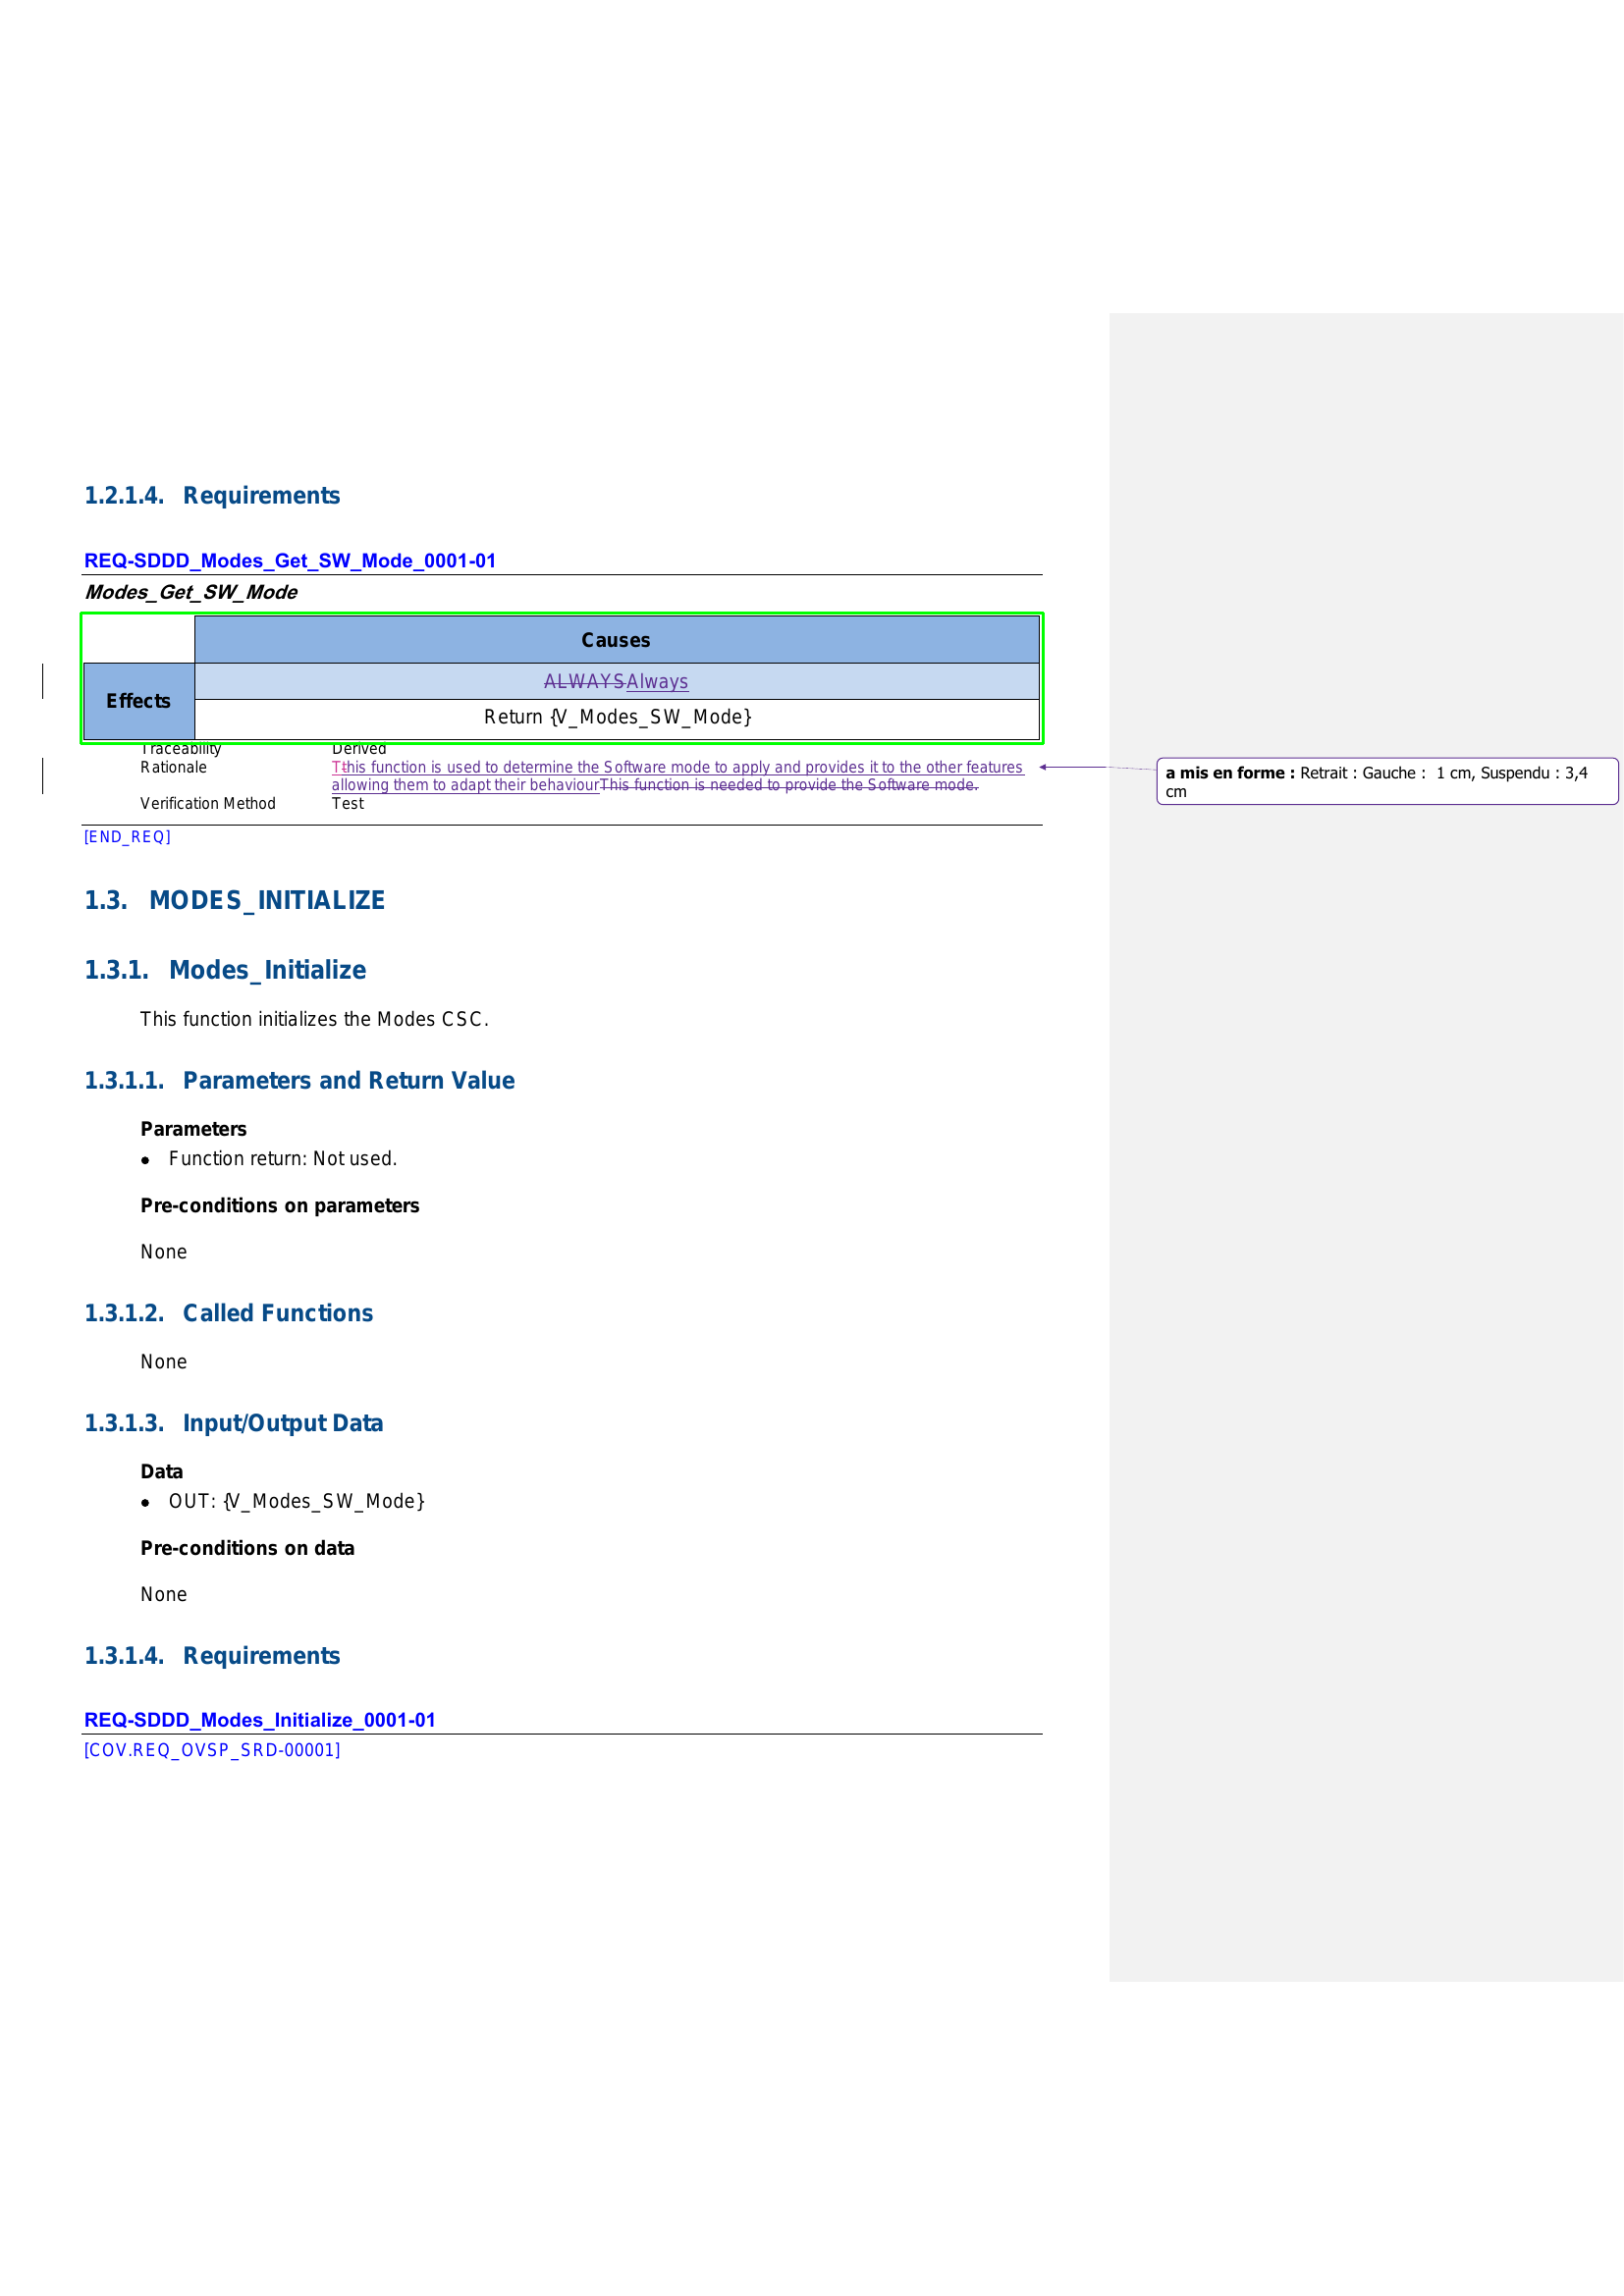 1.2.1.4. Requirements
REQ-SDDD_Modes_Get_SW_Mode_0001-01
Modes_Get_SW_Mode
Causes
Effects
ALWAYSAlways
Return {V_Modes_SW_Mode}
Traceability Derived
Rationale Tthis function is used to determine the Software mode to apply and provides it to the other features
allowing them to adapt their behaviourThis function is needed to provide the Software mode.
a mis en forme : Retrait : Gauche : 1 cm, Suspendu : 3,4
cm
Verification Method Test
[END_REQ]
1.3. MODES_INITIALIZE
1.3.1. Modes_Initialize
This function initializes the Modes CSC.
1.3.1.1. Parameters and Return Value
Parameters
● Function return: Not used.
Pre-conditions on parameters
None
1.3.1.2. Called Functions
None
1.3.1.3. Input/Output Data
Data
● OUT: {V_Modes_SW_Mode}
Pre-conditions on data
None
1.3.1.4. Requirements
REQ-SDDD_Modes_Initialize_0001-01
[COV.REQ_OVSP_SRD-00001]